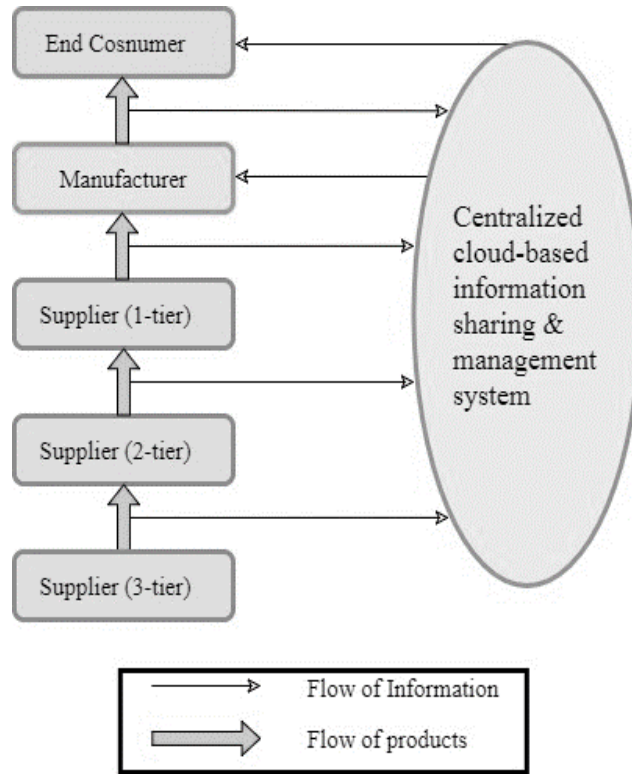 End Cosnumer
Manufacturer
Supplier (1-tier)
Supplier (2-tier)
Supplier (3-tier)
Centralized
cloud-based
information
sharing &
management
system
Flow of Information
Flow of products